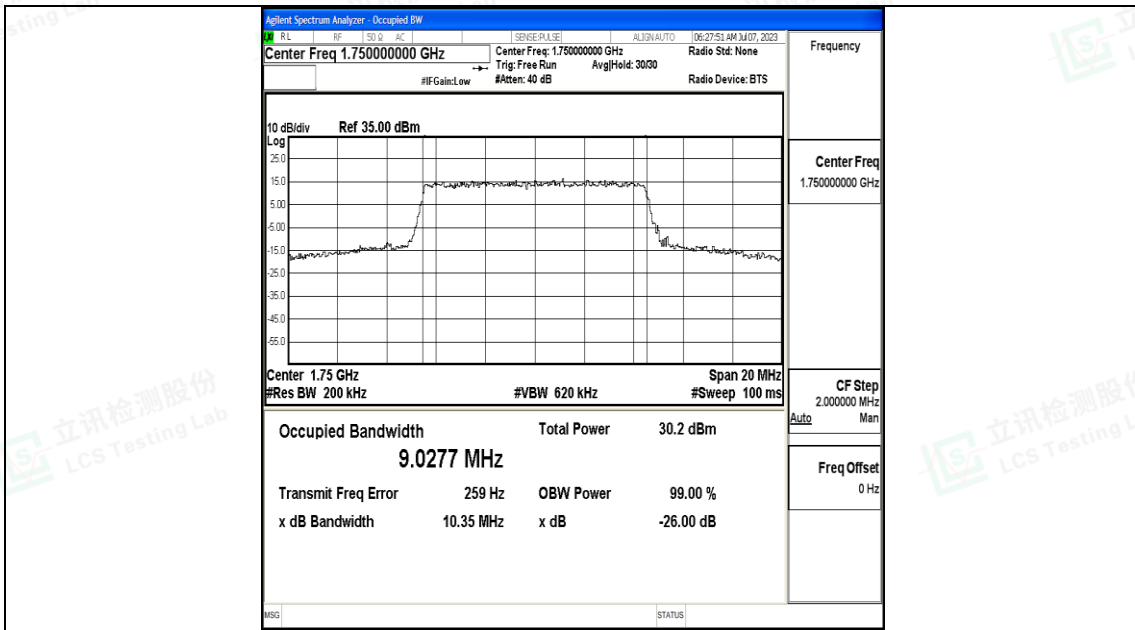 Agilent Spectrum Analyzer - Occupied BW
RL RF 50 Ω AC SENSE:PULSE ALIGN AUTO 06:27:51 AM Jul 07, 2023
Center Freq 1.750000000 GHz
Center Freq: 1.750000000 GHz
Radio Std: None
Trig: Free Run Avg|Hold: 30/30
#IFGain:Low
#Atten: 40 dB
Radio Device: BTS
10 dB/div Ref 35.00 dBm
Log
25.0
15.0
5.00
-5.00
-15.0
-25.0
-35.0
-45.0
-55.0
Center 1.75 GHz Span 20 MHz
#Res BW 200 kHz #VBW 620 kHz #Sweep 100 ms
Occupied Bandwidth Total Power 30.2 dBm
9.0277 MHz
Transmit Freq Error 259 Hz OBW Power 99.00 %
x dB Bandwidth 10.35 MHz x dB -26.00 dB
MSG STATUS
Frequency
Center Freq
1.750000000 GHz
CF Step
2.000000 MHz
Auto Man
Freq Offset
0 Hz
立讯检测股份
LCS Testing Lab
立讯检测股份
LCS Testing L